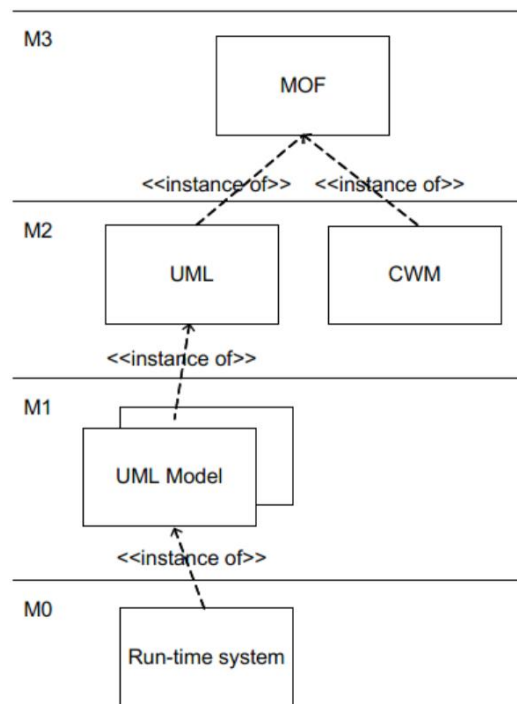 M3
MOF
<<instance of>> <<instance of>>
M2
UML CWM
<<instance of>>
M1
UML Model
<<instance of>>
M0
Run-time system